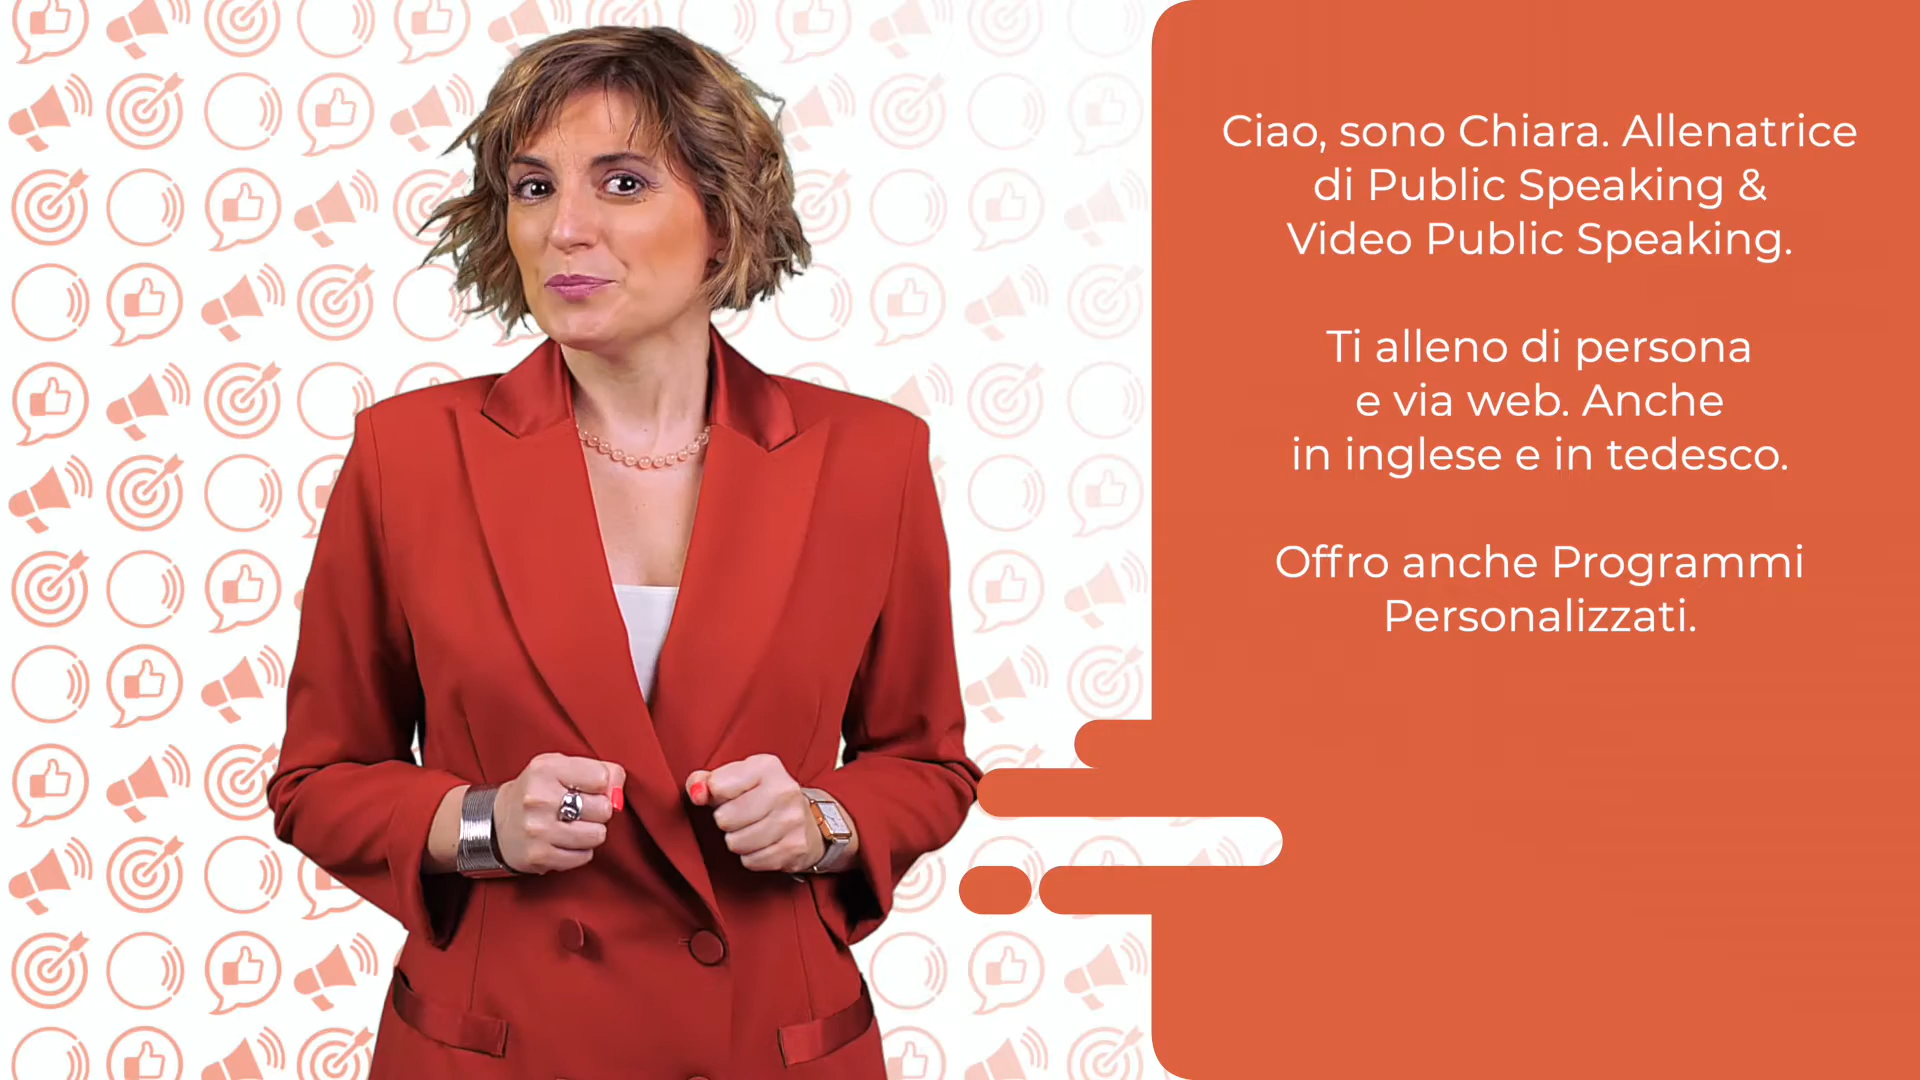 Ciao, sono Chiara. Allenatrice
di Public Speaking &
Video Public Speaking.
Ti alleno di persona
e via web. Anche
in inglese e in tedesco.
Offro anche Programmi
Personalizzati.